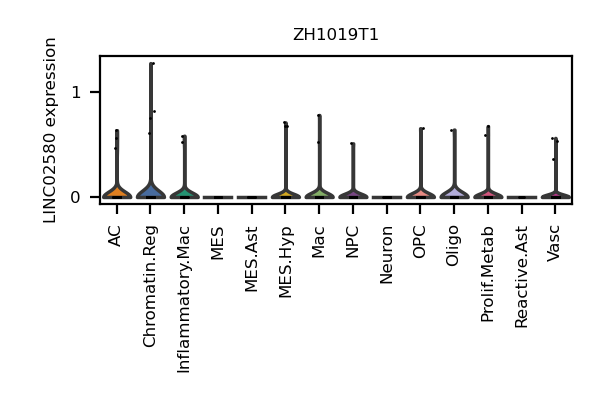 ZH1019T1
LINC02580 expression
1
0
AC
Chromatin.Reg
Inflammatory.Mac
MES
MES.Ast
MES.Hyp
Mac
NPC
Neuron
OPC
Oligo
Prolif.Metab
Reactive.Ast
Vasc